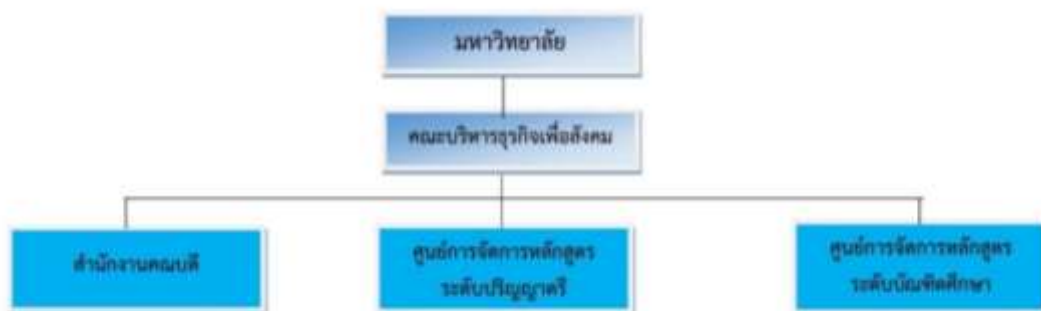 มหาวิทยาลัย
คณะบริหารธุรกิจเพื่อสังคม
สำนักงานคณบดี
ศูนย์การจัดการหลักสูตร
ระดับปริญญาตรี
ศูนย์การจัดการหลักสูตร
ระดับบัณฑิตศึกษา